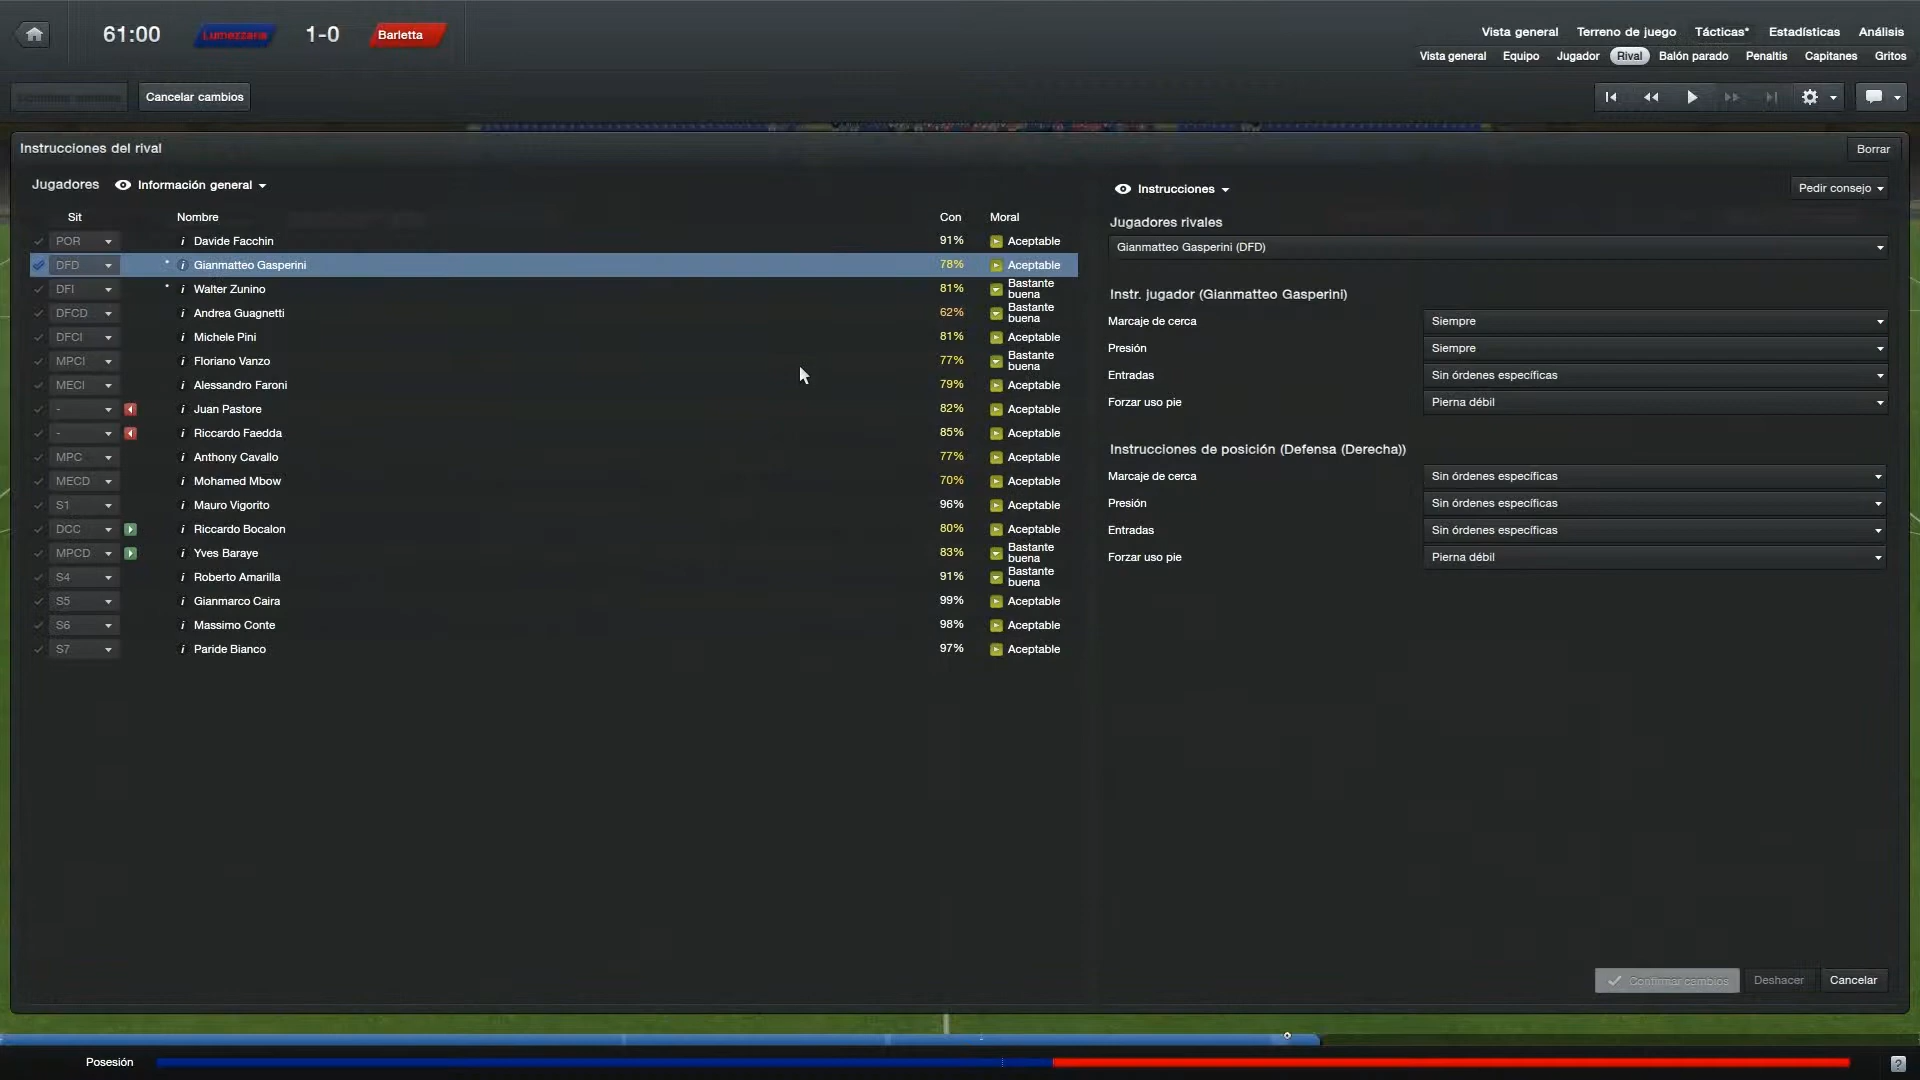 61:00 Lumezzane 1-0 Barletta
Vista general Terreno de juego Tácticas* Estadísticas Análisis
Vista general Equipo Jugador Rival Balón parado Penaltis Capitanes Gritos
Cancelar cambios
Instrucciones del rival
Borrar
Jugadores Información general
Instrucciones
Pedir consejo
Sit Nombre Con Moral
POR i Davide Facchin 91% Aceptable
DFD * i Gianmatteo Gasperini 78% Aceptable
DFI * i Walter Zunino 81% Bastante buena
DFCD i Andrea Guagnetti 62% Bastante buena
DFCI i Michele Pini 81% Aceptable
MPCI i Floriano Vanzo 77% Bastante buena
MECI i Alessandro Faroni 79% Aceptable
- i Juan Pastore 82% Aceptable
- i Riccardo Faedda 85% Aceptable
MPC i Anthony Cavallo 77% Aceptable
MECD i Mohamed Mbow 70% Aceptable
S1 i Mauro Vigorito 96% Aceptable
DCC i Riccardo Bocalon 80% Aceptable
MPCD i Yves Baraye 83% Bastante buena
S4 i Roberto Amarilla 91% Bastante buena
S5 i Gianmarco Caira 99% Aceptable
S6 i Massimo Conte 98% Aceptable
S7 i Paride Bianco 97% Aceptable
Jugadores rivales
Gianmatteo Gasperini (DFD)
Instr. jugador (Gianmatteo Gasperini)
Marcaje de cerca Siempre
Presión Siempre
Entradas Sin órdenes específicas
Forzar uso pie Pierna débil
Instrucciones de posición (Defensa (Derecha))
Marcaje de cerca Sin órdenes específicas
Presión Sin órdenes específicas
Entradas Sin órdenes específicas
Forzar uso pie Pierna débil
Confirmar cambios Deshacer Cancelar
Posesión
?